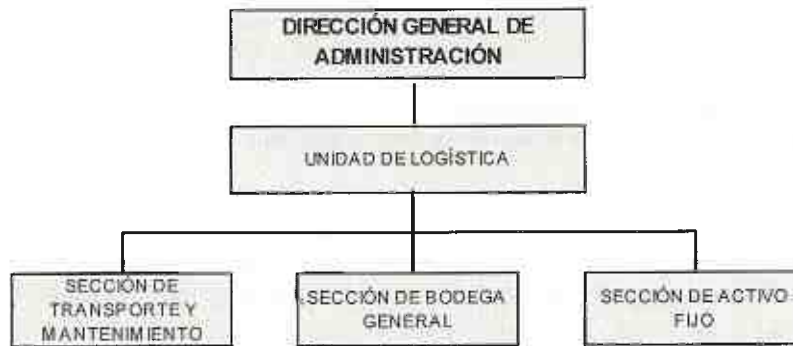 DIRECCIÓN GENERAL DE
ADMINISTRACIÓN
UNIDAD DE LOGÍSTICA
SECCIÓN DE
TRANSPORTE Y
MANTENIMIENTO
SECCIÓN DE BODEGA
GENERAL
SECCIÓN DE ACTIVO
FIJO